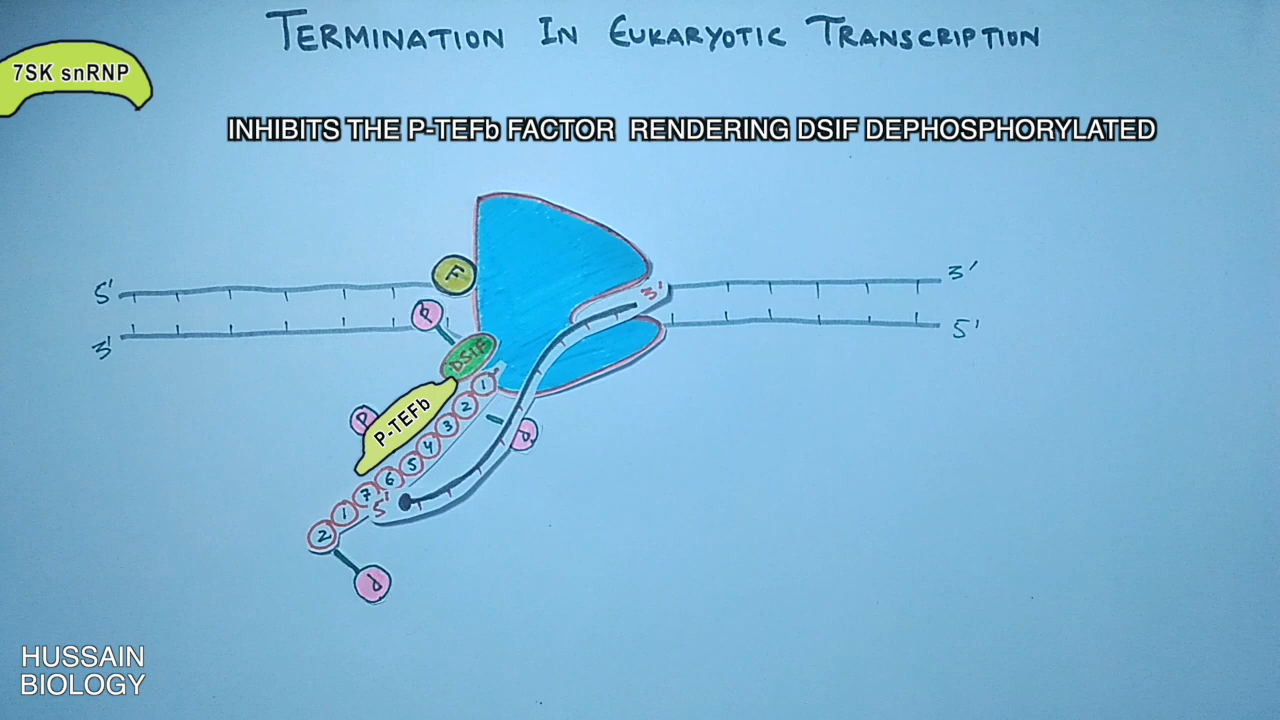 TERMINATION IN EUKARYOTIC TRANSCRIPTION
7SK snRNP
INHIBITS THE P-TEFb FACTOR RENDERING DSIF DEPHOSPHORYLATED
5' 3'
3' 5'
F
3'
P
DSIF
P
P-TEFb
P
1
2
3
4
5
6
7
1
2
5'
P
HUSSAIN
BIOLOGY